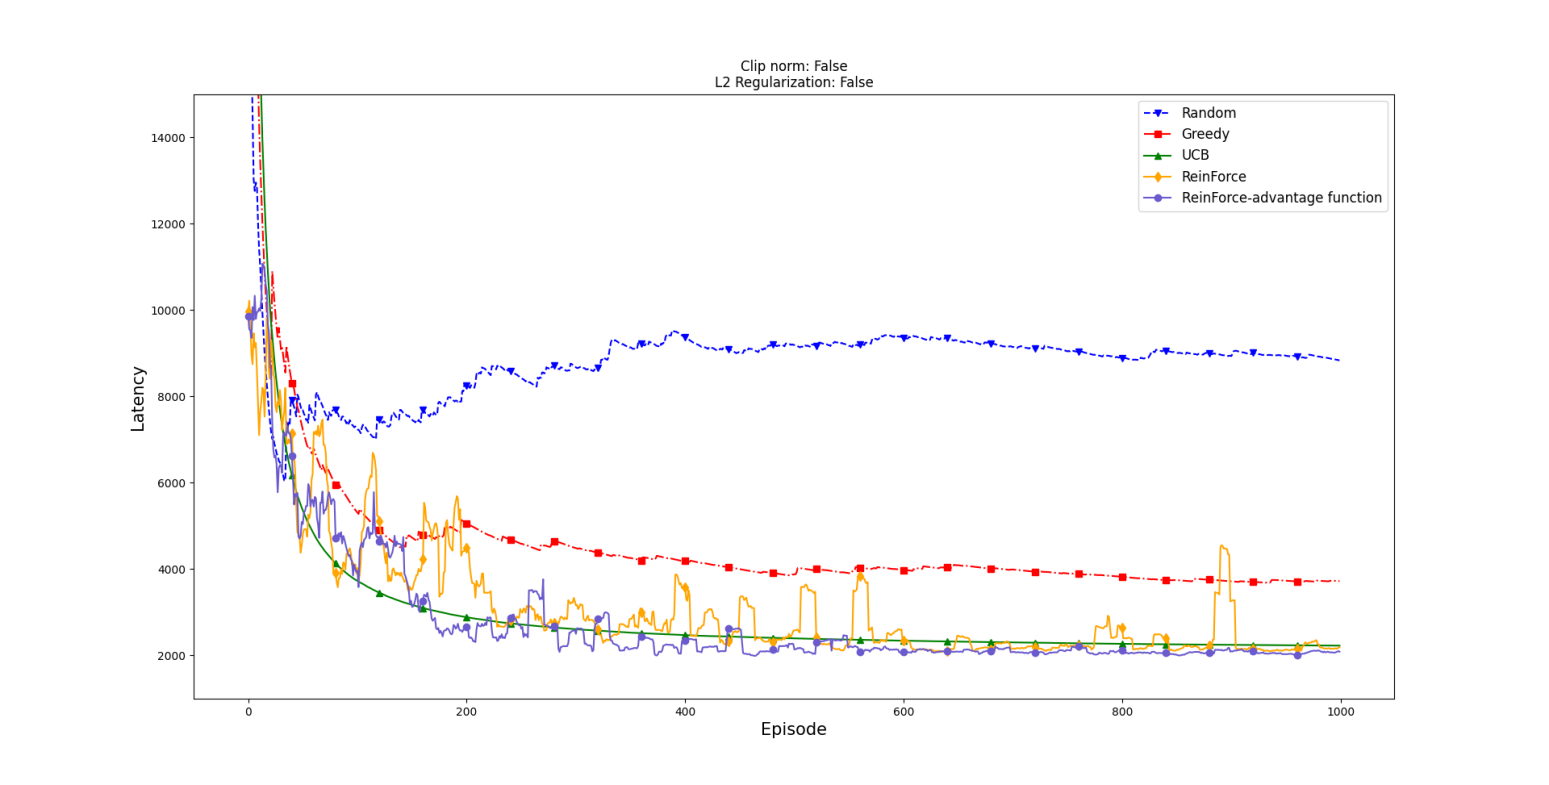 Clip norm: False
L2 Regularization: False
Random
Greedy
UCB
ReinForce
ReinForce-advantage function
14000
12000
10000
8000
6000
4000
2000
Latency
0
200
400
600
800
1000
Episode